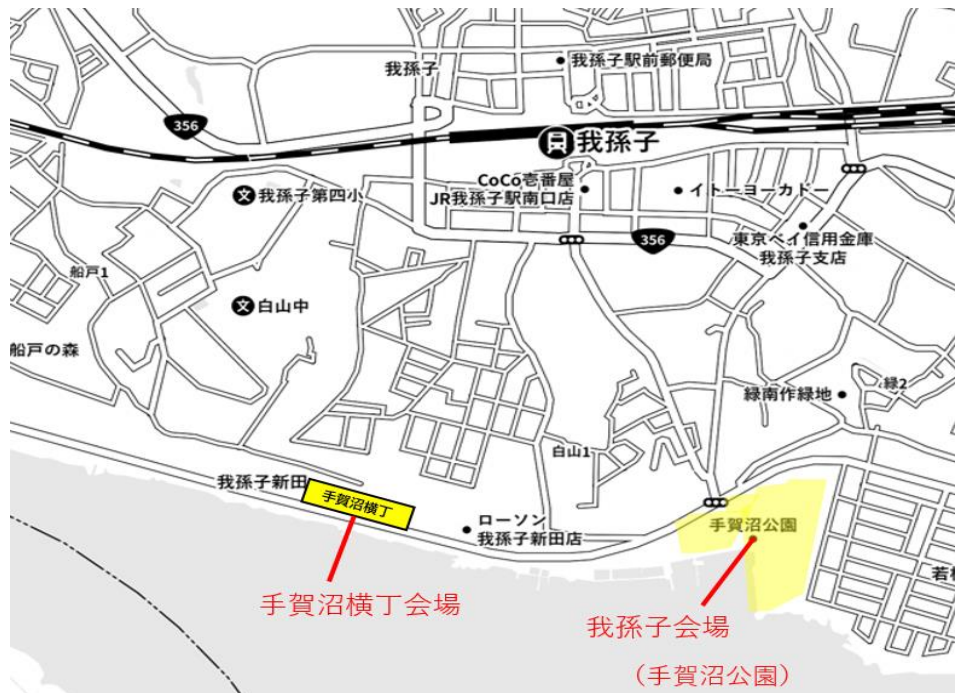 我孫子駅前郵便局
我孫子
356
我孫子
我孫子第四小
文
CoCo壱番屋
JR我孫子駅南口店
イトーヨーカドー
356
東京ベイ信用金庫
我孫子支店
船戸1
文
白山中
船戸の森
緑2
緑南作緑地
白山1
我孫子新田
手賀沼横丁
ローソン
我孫子新田店
手賀沼公園
手賀沼横丁会場
我孫子会場
（手賀沼公園）